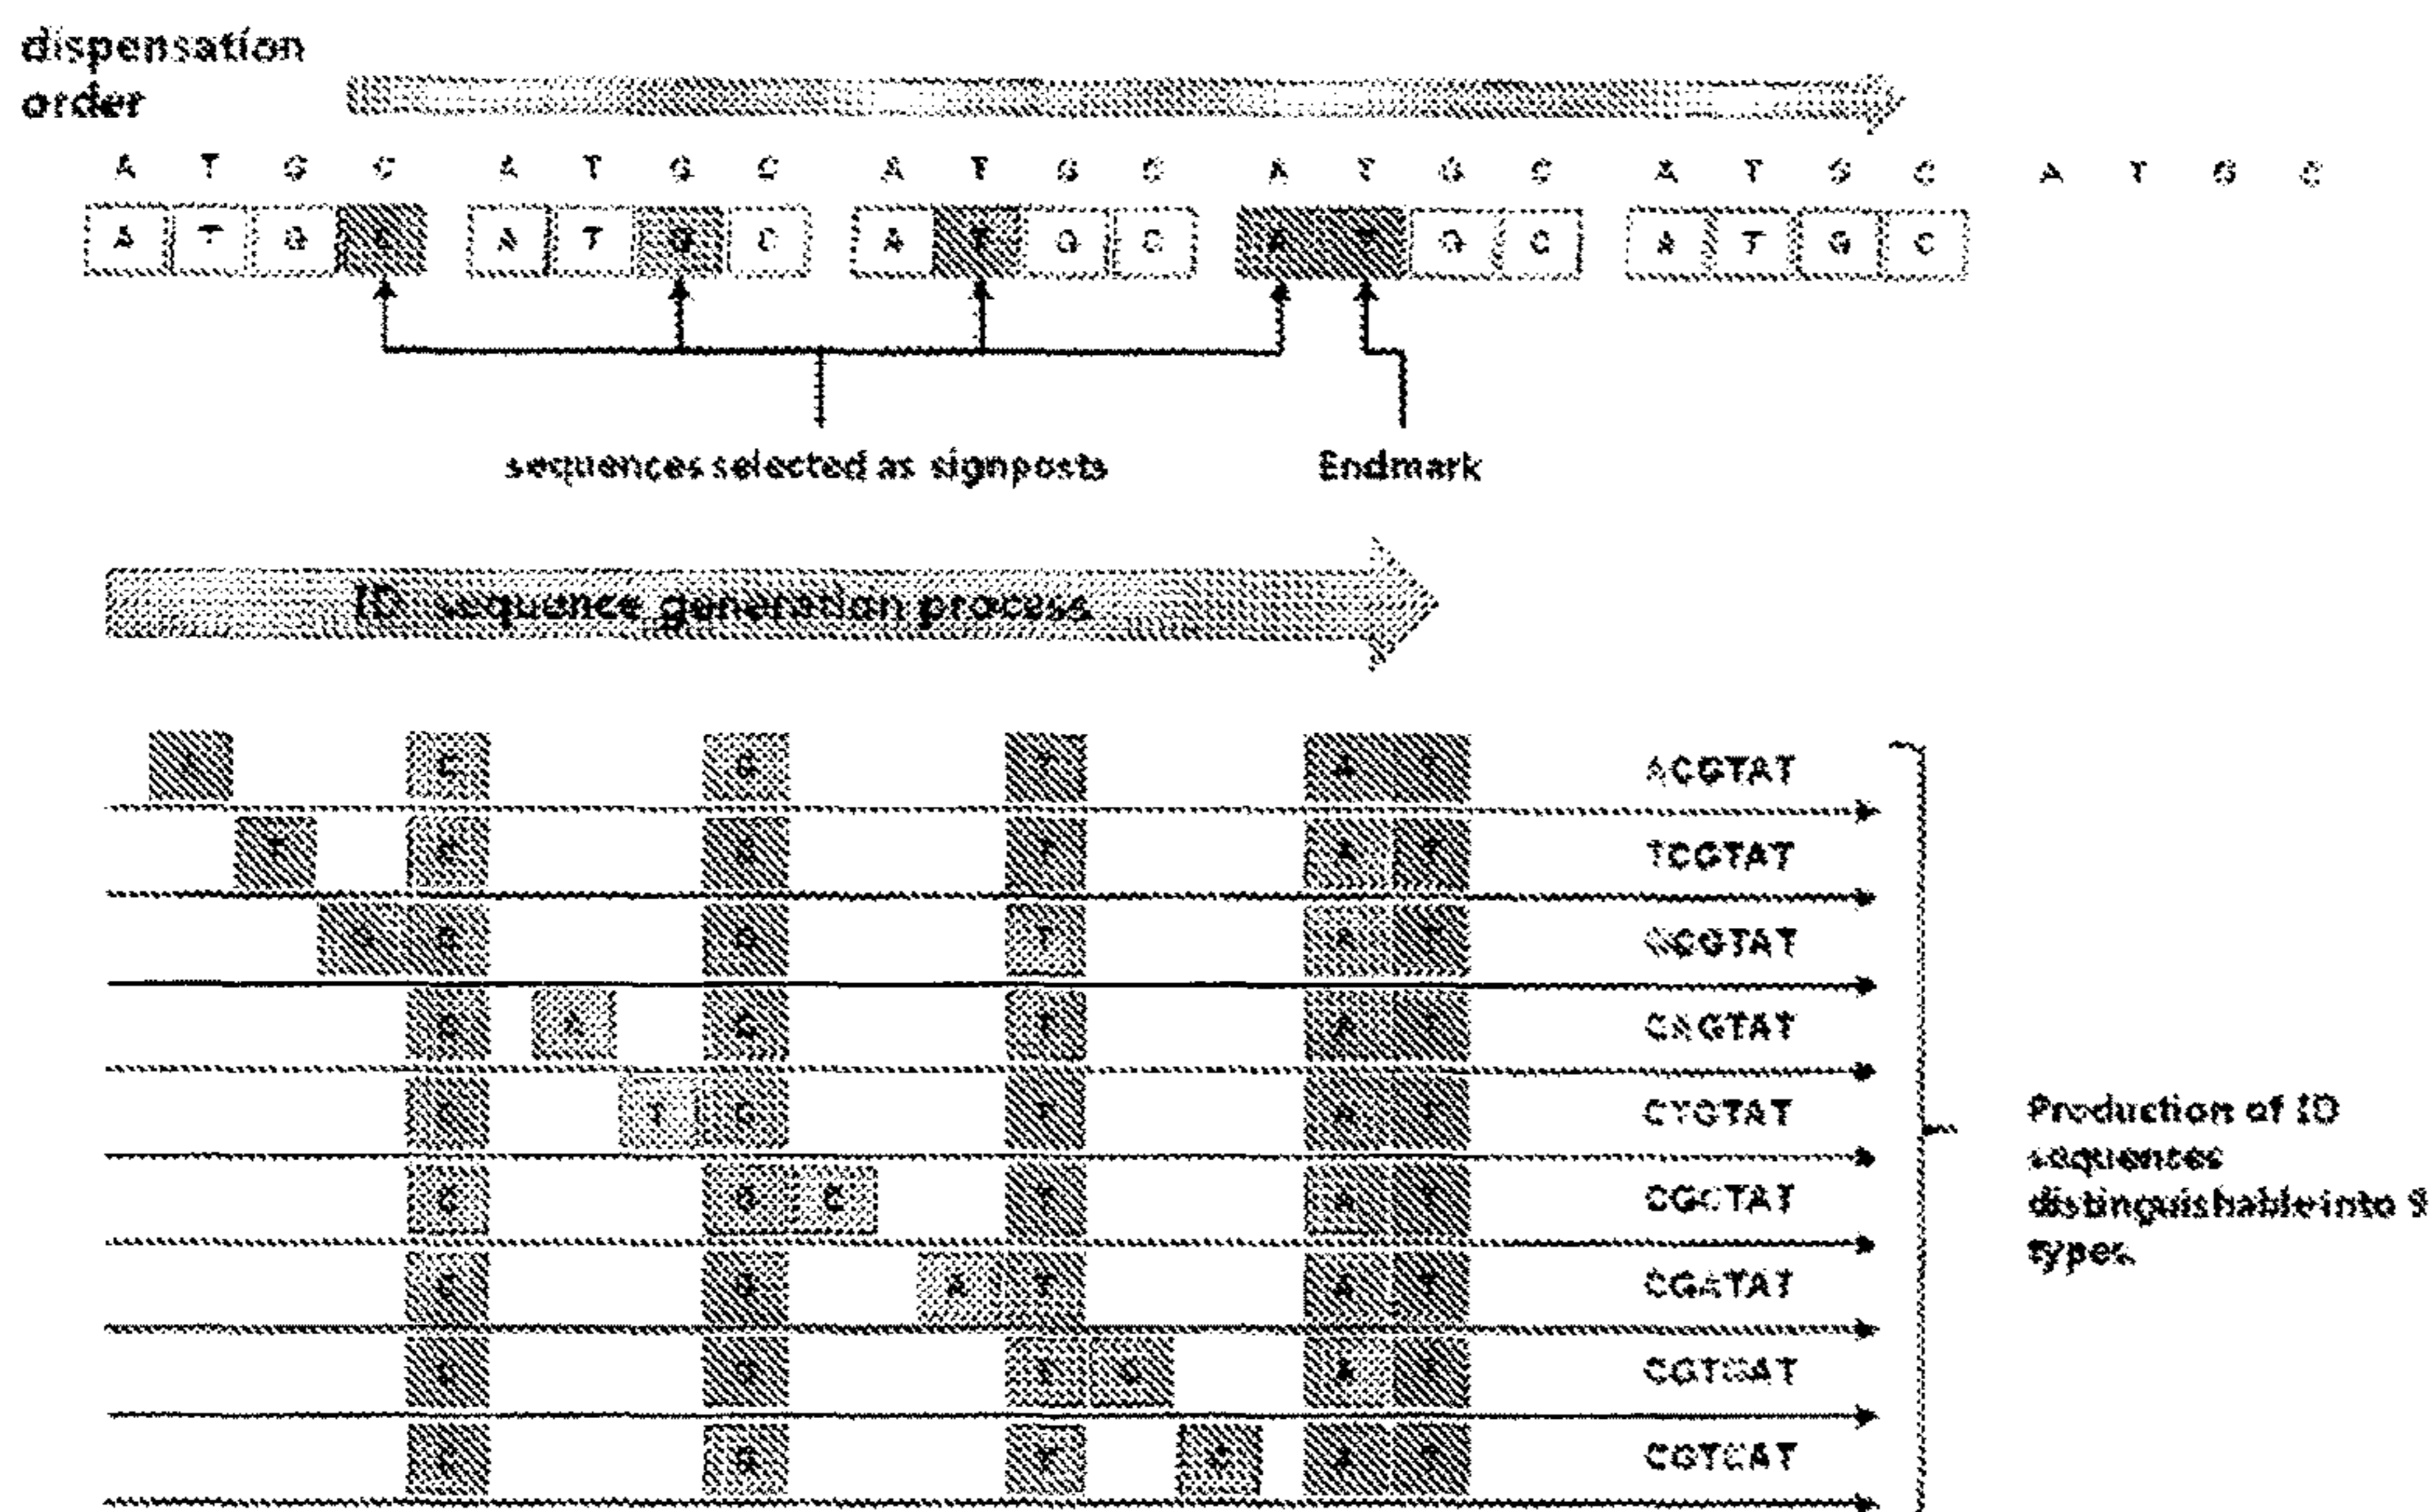 dispensation
order
A T G C A T G C A T G C A T G C A T G C A T G C
A T G C A T G C A T G C A T G C A T G C
sequences selected as signposts
Endmark
ID sequence generation process
C G T A T ACGTAT
T C G T A T TCGTAT
G C G T A T GCGTAT
C A G T A T CAGTAT
C T G T A T CTGTAT
C G C T A T CGCTAT
C G A T A T CGATAT
C G T G A T CGTGAT
C G T C A T CGTCAT
Production of ID
sequences
distinguishable into 9
types.